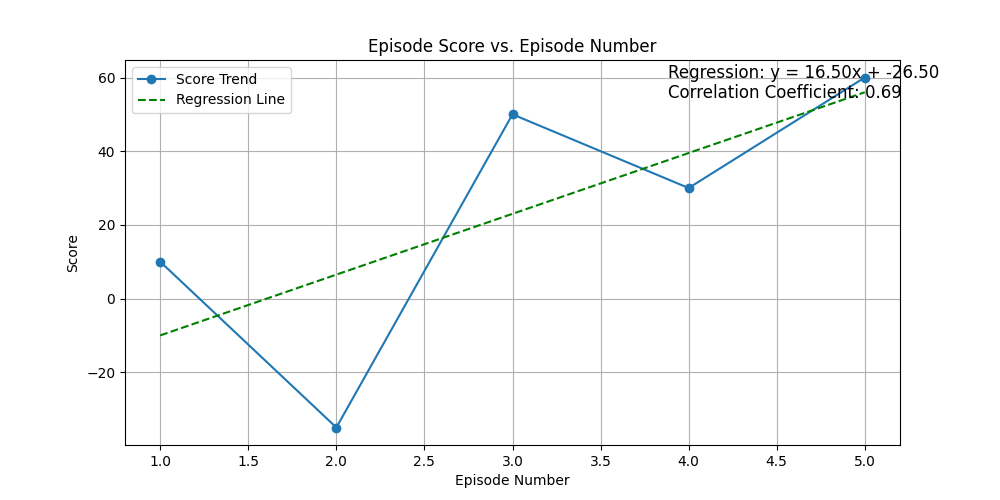 Episode Score vs. Episode Number
Score Trend
Regression Line
Regression: y = 16.50x + -26.50
Correlation Coefficient: 0.69
60
40
20
0
−20
Score
1.0 1.5 2.0 2.5 3.0 3.5 4.0 4.5 5.0
Episode Number